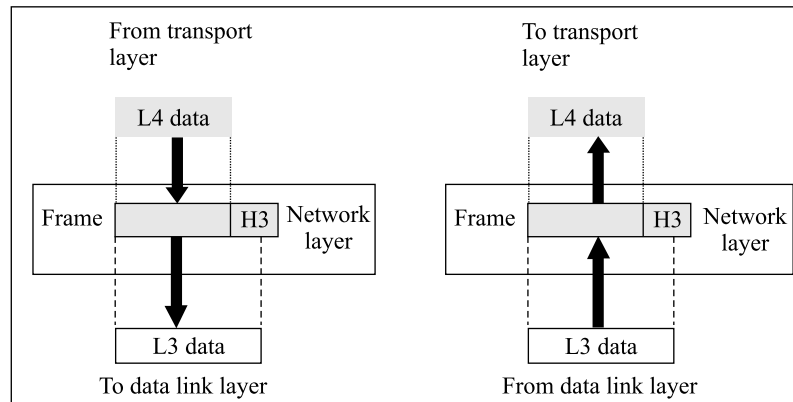 From transport
layer
L4 data
Frame
H3
Network
layer
L3 data
To data link layer
To transport
layer
L4 data
Frame
H3
Network
layer
L3 data
From data link layer